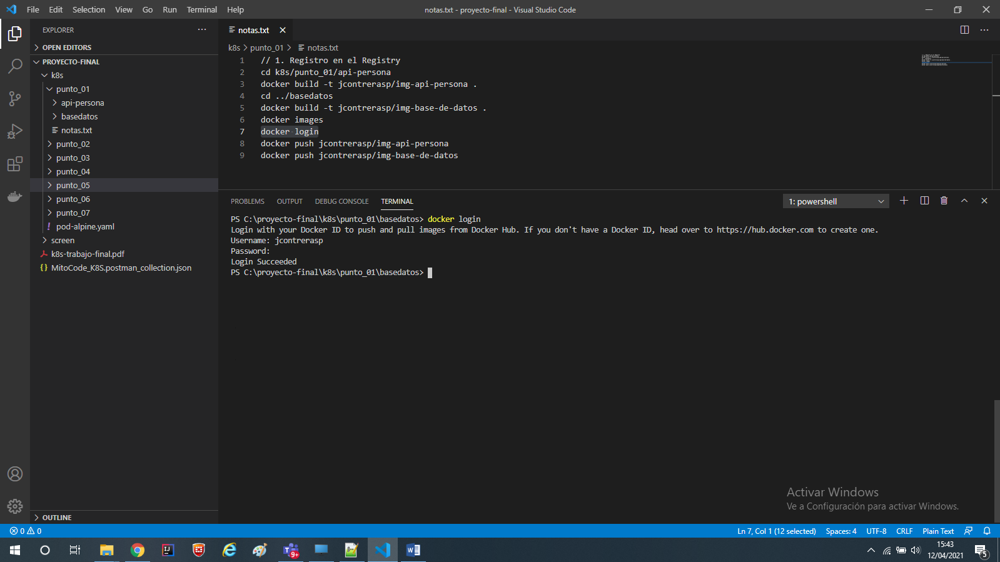 File Edit Selection View Go Run Terminal Help
notas.txt - proyecto-final - Visual Studio Code
EXPLORER
OPEN EDITORS
PROYECTO-FINAL
k8s
punto_01
api-persona
basedatos
notas.txt
punto_02
punto_03
punto_04
punto_05
punto_06
punto_07
pod-alpine.yaml
screen
k8s-trabajo-final.pdf
MitoCode_K8S.postman_collection.json
OUTLINE
notas.txt
k8s > punto_01 > notas.txt
1 // 1. Registro en el Registry
2 cd k8s/punto_01/api-persona
3 docker build -t jcontrerasp/img-api-persona .
4 cd ../basedatos
5 docker build -t jcontrerasp/img-base-de-datos .
6 docker images
7 docker login
8 docker push jcontrerasp/img-api-persona
9 docker push jcontrerasp/img-base-de-datos
PROBLEMS OUTPUT DEBUG CONSOLE TERMINAL
1: powershell
PS C:\proyecto-final\k8s\punto_01\basedatos> docker login
Login with your Docker ID to push and pull images from Docker Hub. If you don't have a Docker ID, head over to https://hub.docker.com to create one.
Username: jcontrerasp
Password:
Login Succeeded
PS C:\proyecto-final\k8s\punto_01\basedatos>
Activar Windows
Ve a Configuración para activar Windows.
0 0
Ln 7, Col 1 (12 selected) Spaces: 4 UTF-8 CRLF Plain Text
9+
15:43
12/04/2021
5